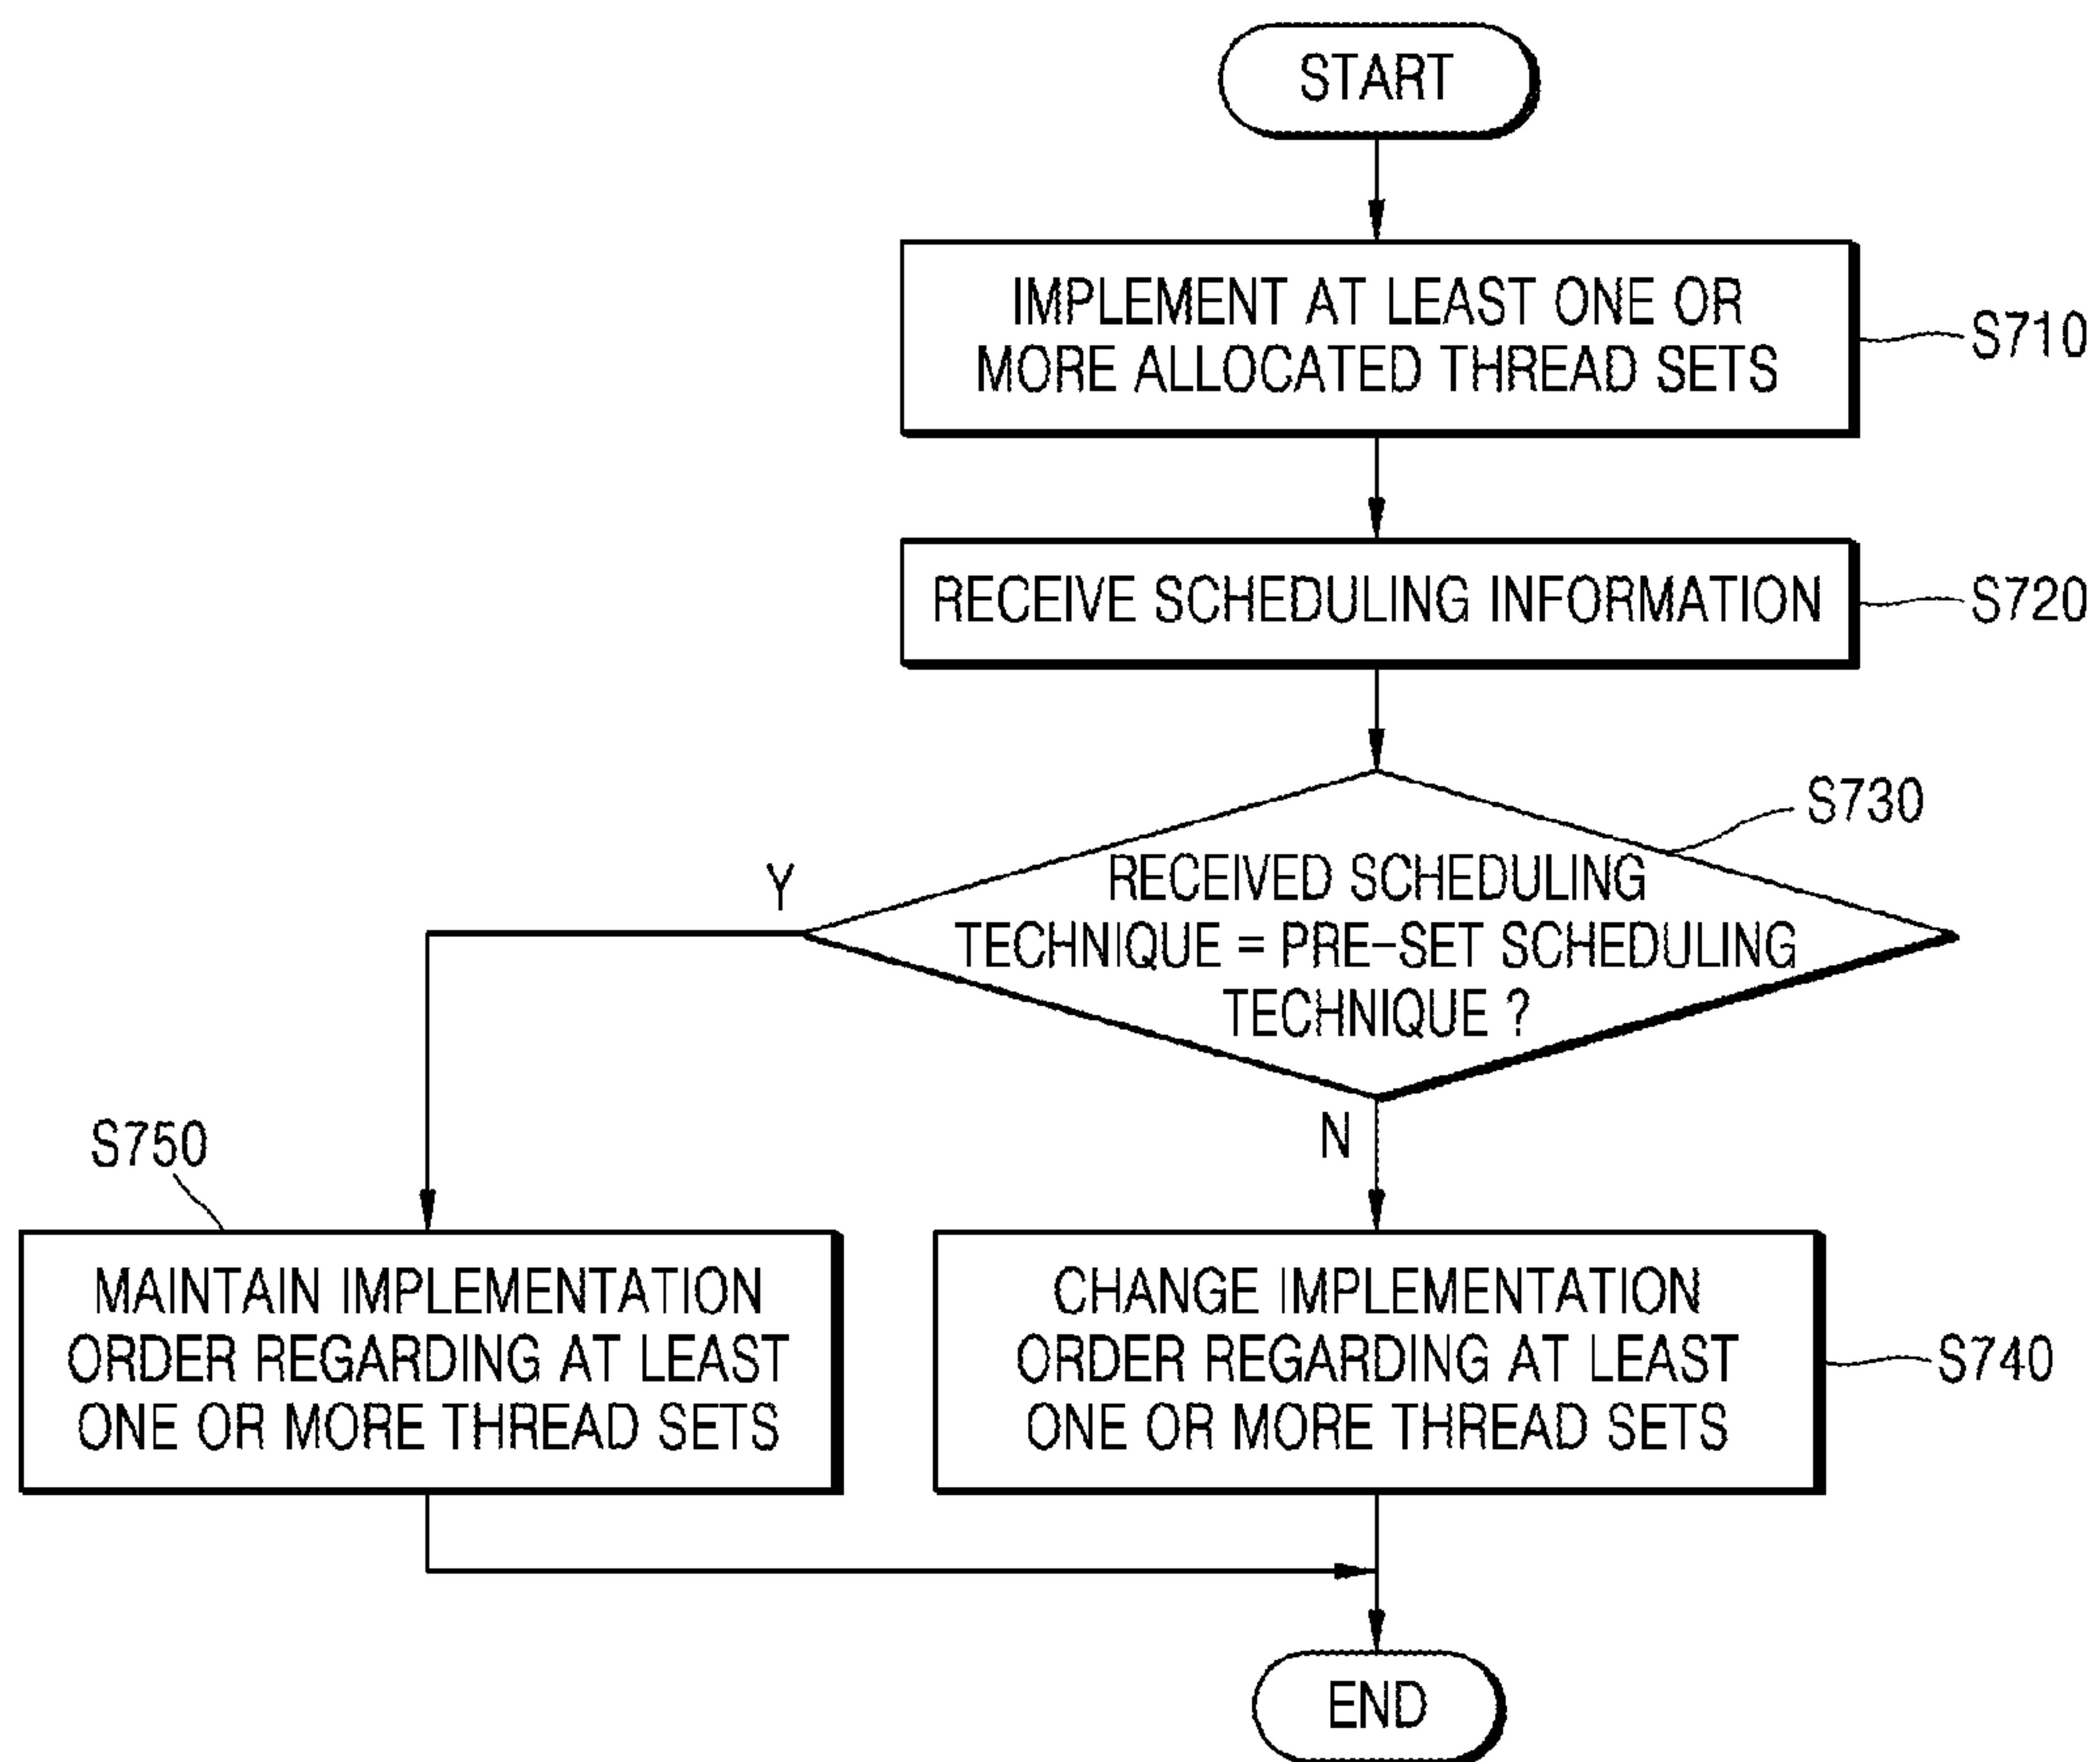 START
IMPLEMENT AT LEAST ONE OR
MORE ALLOCATED THREAD SETS
S710
RECEIVE SCHEDULING INFORMATION
S720
S730
RECEIVED SCHEDULING
TECHNIQUE = PRE-SET SCHEDULING
TECHNIQUE ?
Y
N
S750
MAINTAIN IMPLEMENTATION
ORDER REGARDING AT LEAST
ONE OR MORE THREAD SETS
CHANGE IMPLEMENTATION
ORDER REGARDING AT LEAST
ONE OR MORE THREAD SETS
S740
END